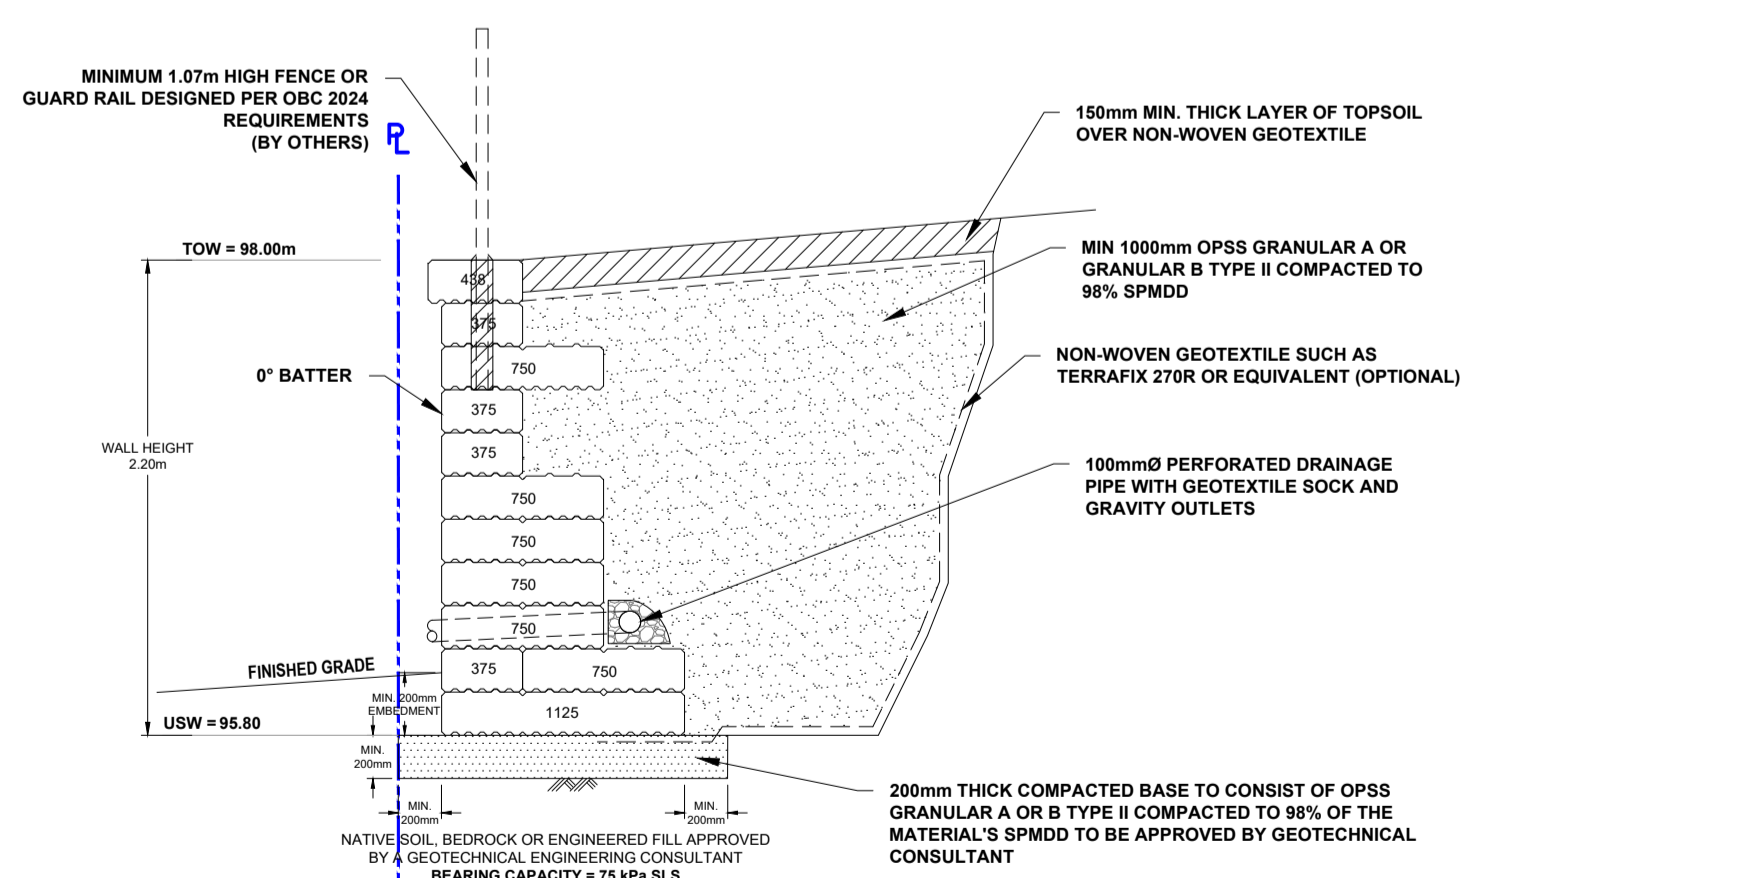 MINIMUM 1.07m HIGH FENCE OR
GUARD RAIL DESIGNED PER OBC 2024
REQUIREMENTS
(BY OTHERS)
PL
150mm MIN. THICK LAYER OF TOPSOIL
OVER NON-WOVEN GEOTEXTILE
TOW = 98.00m
MIN 1000mm OPSS GRANULAR A OR
GRANULAR B TYPE II COMPACTED TO
98% SPMDD
438
375
750
0° BATTER
NON-WOVEN GEOTEXTILE SUCH AS
TERRAFIX 270R OR EQUIVALENT (OPTIONAL)
375
375
WALL HEIGHT
2.20m
100mmØ PERFORATED DRAINAGE
PIPE WITH GEOTEXTILE SOCK AND
GRAVITY OUTLETS
750
750
750
750
FINISHED GRADE
375
750
MIN. 200mm
EMBEDMENT
1125
USW = 95.80
MIN.
200mm
MIN.
200mm
MIN.
200mm
200mm THICK COMPACTED BASE TO CONSIST OF OPSS
GRANULAR A OR B TYPE II COMPACTED TO 98% OF THE
MATERIAL'S SPMDD TO BE APPROVED BY GEOTECHNICAL
CONSULTANT
NATIVE SOIL, BEDROCK OR ENGINEERED FILL APPROVED
BY A GEOTECHNICAL ENGINEERING CONSULTANT
BEARING CAPACITY = 75 kPa SLS